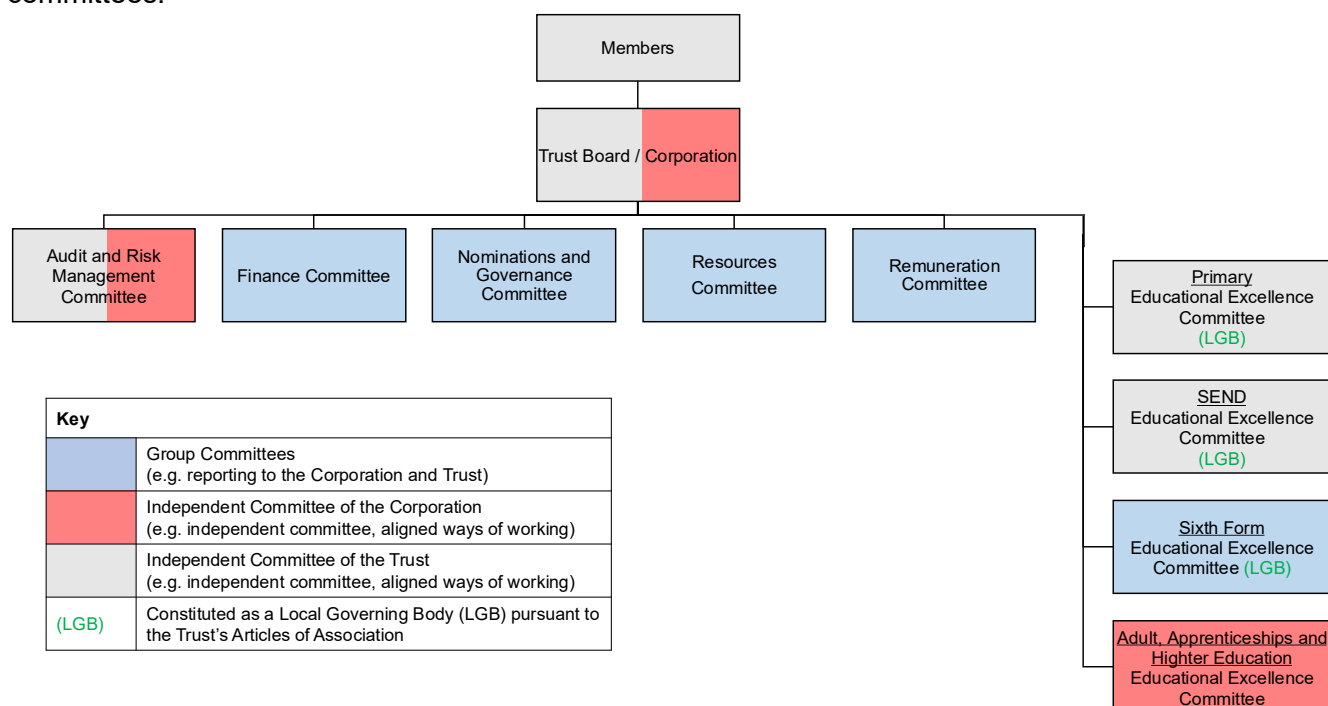 committees.
Members
Trust Board / Corporation
Audit and Risk
Management
Committee
Finance Committee
Nominations and
Governance
Committee
Resources
Committee
Remuneration
Committee
Primary
Educational Excellence
Committee
(LGB)
SEND
Educational Excellence
Committee
(LGB)
Sixth Form
Educational Excellence
Committee (LGB)
Adult, Apprenticeships and
Highter Education
Educational Excellence
Committee
Key
Group Committees
(e.g. reporting to the Corporation and Trust)
Independent Committee of the Corporation
(e.g. independent committee, aligned ways of working)
Independent Committee of the Trust
(e.g. independent committee, aligned ways of working)
(LGB)
Constituted as a Local Governing Body (LGB) pursuant to
the Trust's Articles of Association